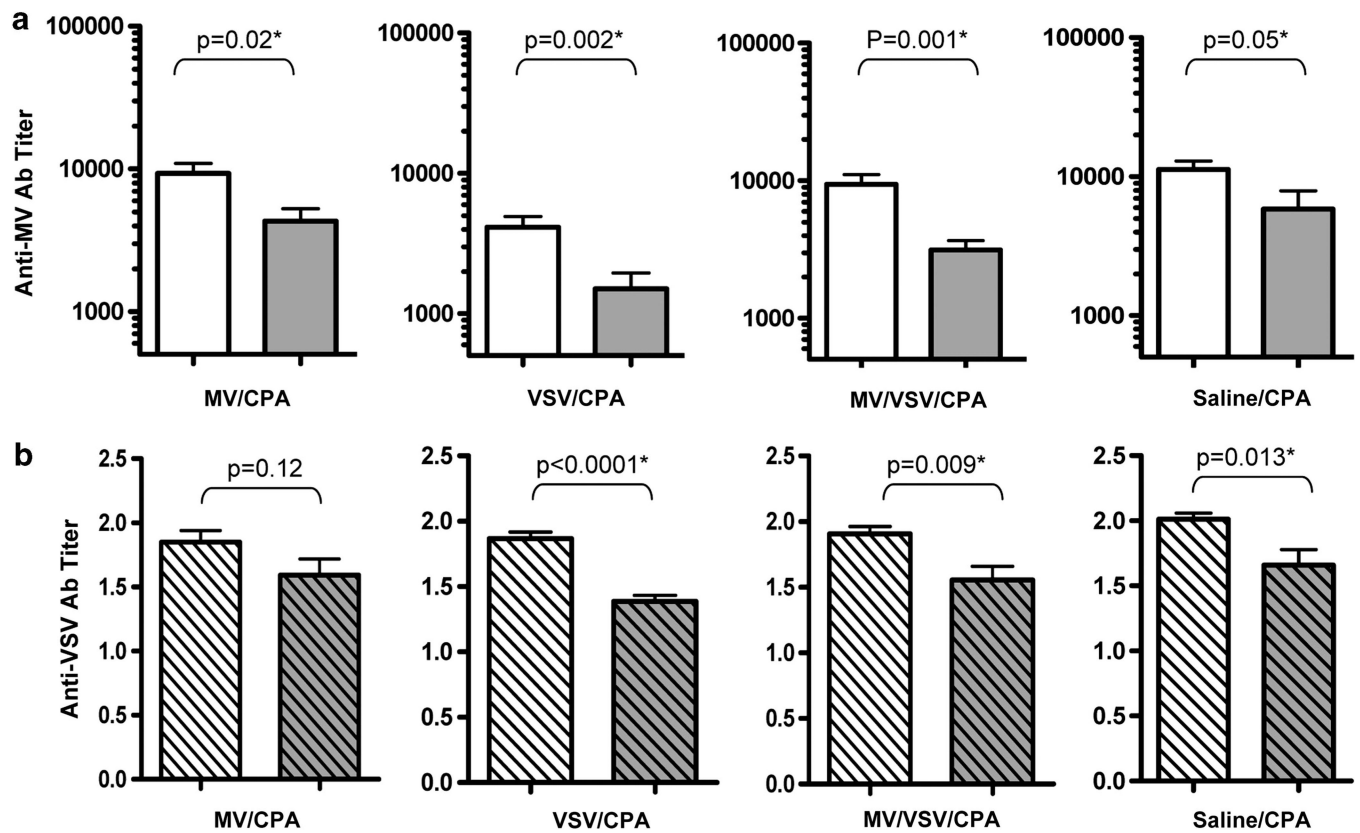 a
Anti-MV Ab Titer
100000
10000
1000
p=0.02*
MV/CPA
100000
10000
1000
p=0.002*
VSV/CPA
100000
10000
1000
P=0.001*
MV/VSV/CPA
100000
10000
1000
p=0.05*
Saline/CPA
b
Anti-VSV Ab Titer
2.5
2.0
1.5
1.0
0.5
0.0
p=0.12
MV/CPA
2.5
2.0
1.5
1.0
0.5
0.0
p<0.0001*
VSV/CPA
2.5
2.0
1.5
1.0
0.5
0.0
p=0.009*
MV/VSV/CPA
2.5
2.0
1.5
1.0
0.5
0.0
p=0.013*
Saline/CPA